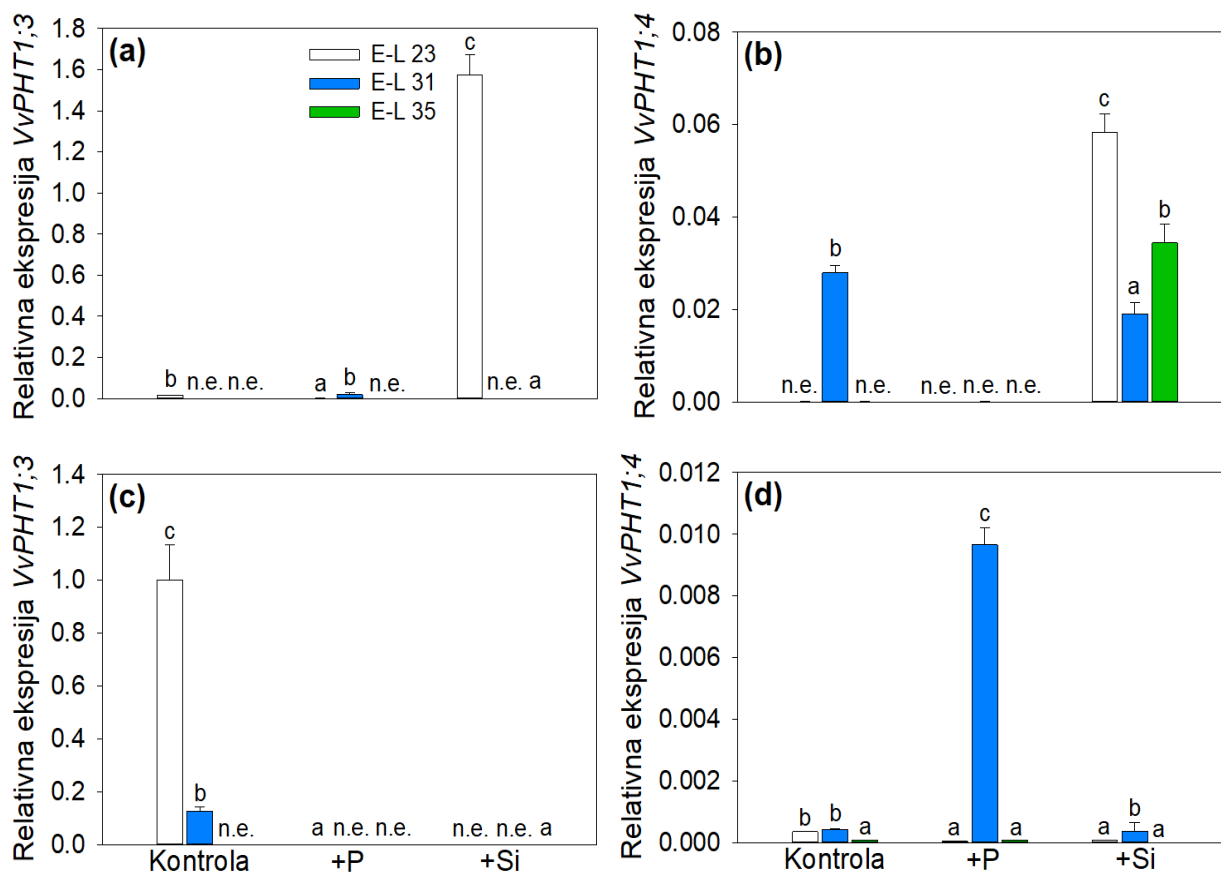 Relativna ekspresija VvPHT1;3
1.8
1.6
1.4
1.2
1.0
0.8
0.6
0.4
0.2
0.0
(a)
E-L 23
E-L 31
E-L 35
b n.e. n.e.
a b n.e.
c n.e. a
Relativna ekspresija VvPHT1;4
0.08
0.06
0.04
0.02
0.00
(b)
n.e. b n.e.
n.e. n.e. n.e.
c a b
Relativna ekspresija VvPHT1;3
1.4
1.2
1.0
0.8
0.6
0.4
0.2
0.0
(c)
c b n.e.
a n.e. n.e.
n.e. n.e. a
Kontrola +P +Si
Relativna ekspresija VvPHT1;4
0.012
0.010
0.008
0.006
0.004
0.002
0.000
(d)
b b a
a c a
a b a
Kontrola +P +Si